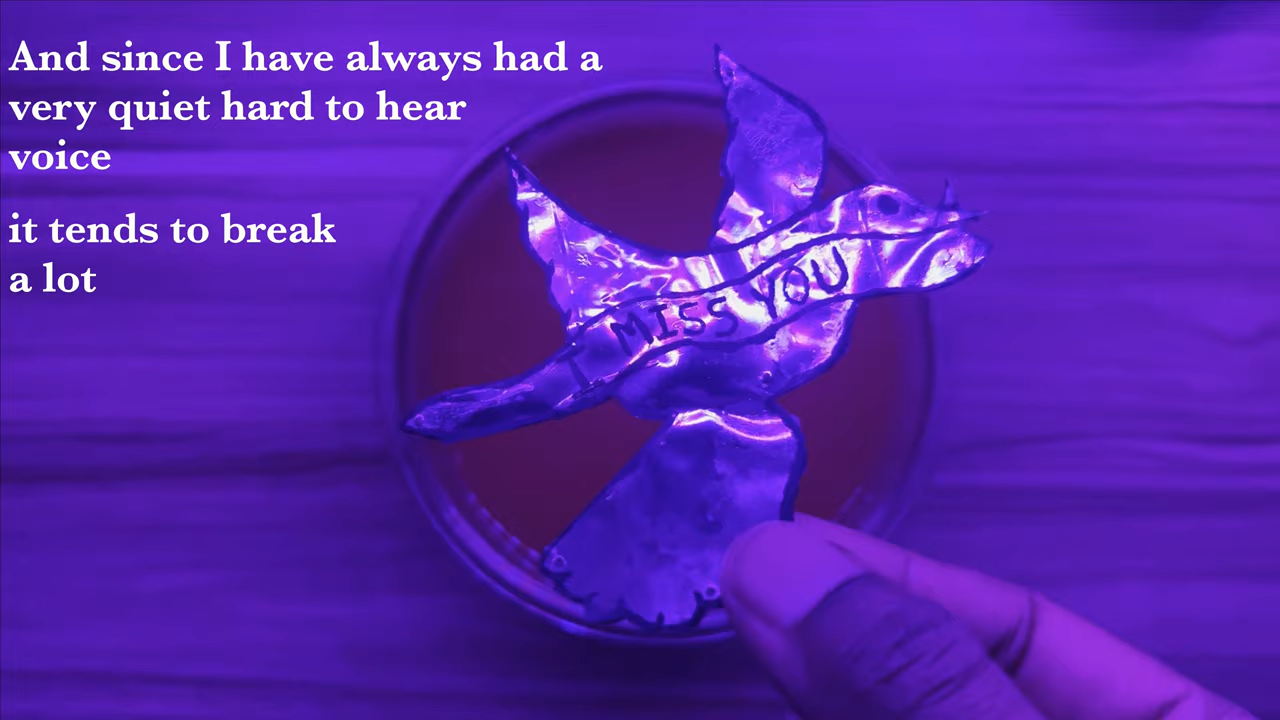 And since I have always had a
very quiet hard to hear
voice
it tends to break
a lot
I MISS YOU